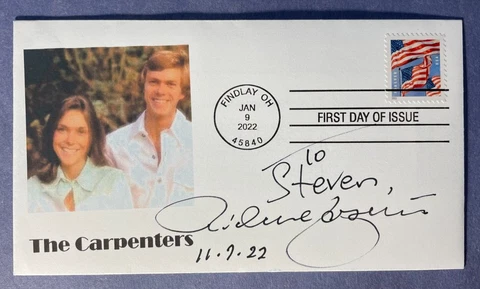 FINDLAY OH
JAN
9
2022
45840
FIRST DAY OF ISSUE
To
Steven,
The Carpenters
11.9.22